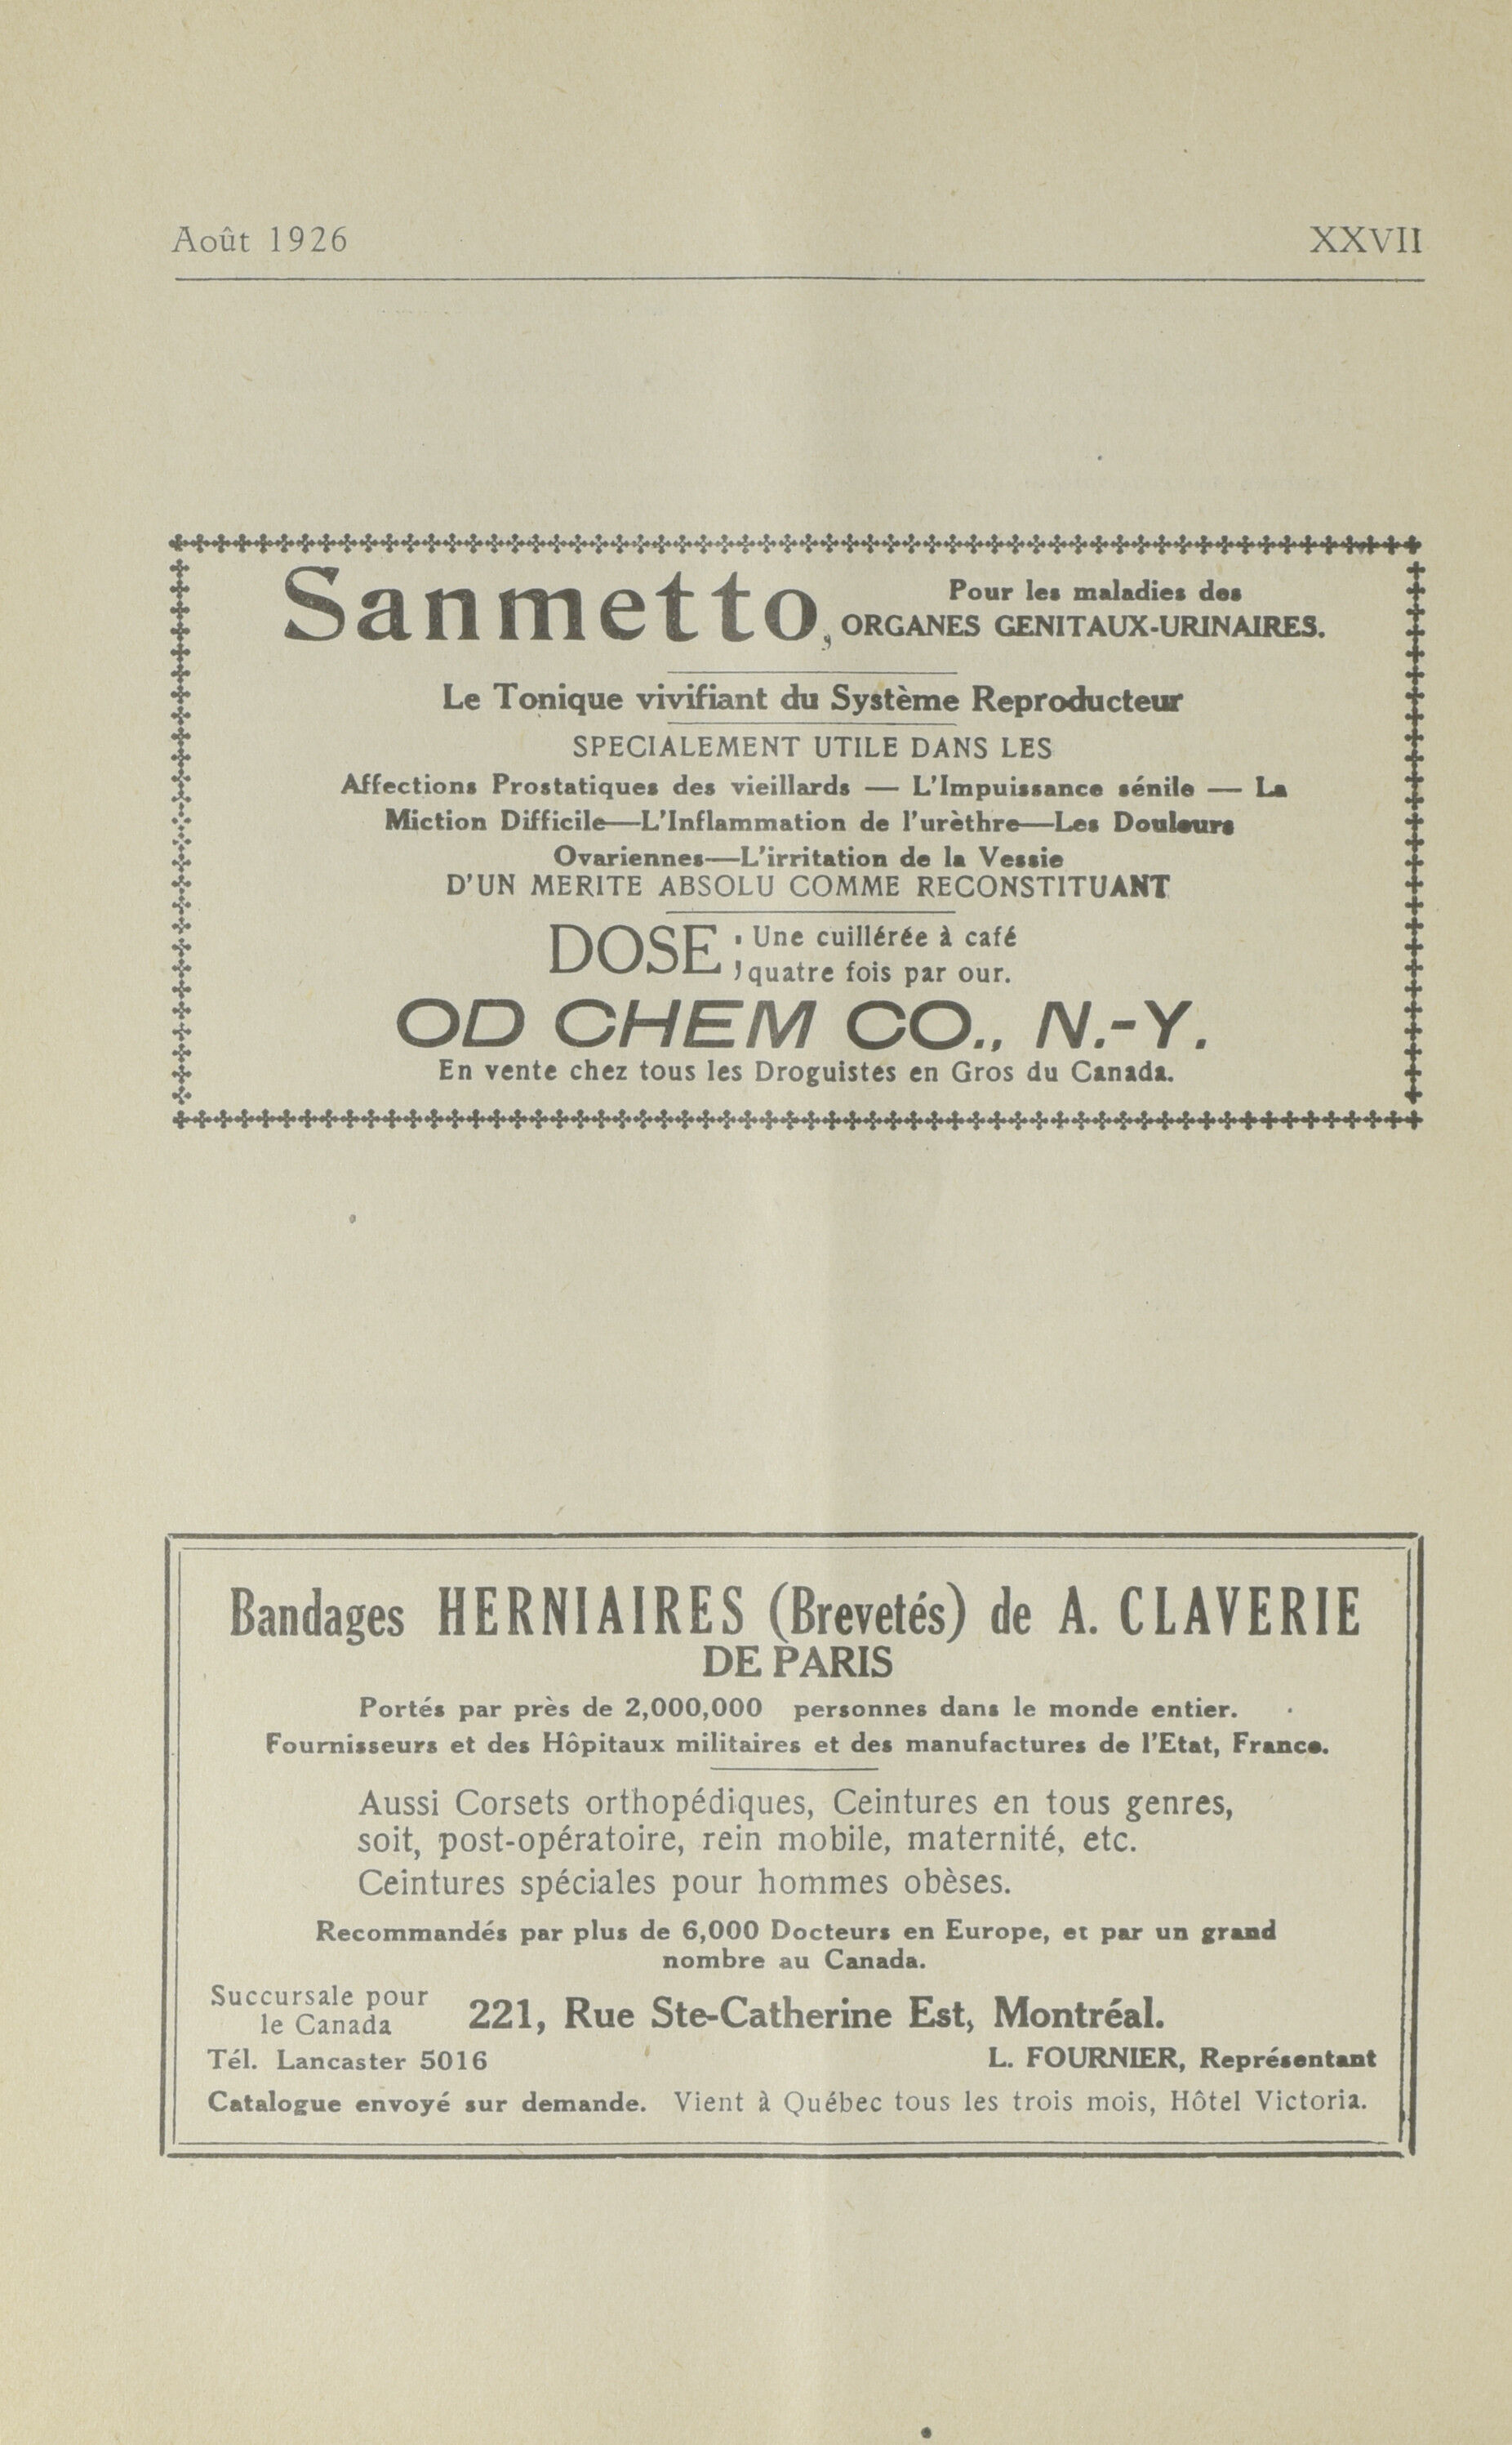 Août 1926 XXVII
Sanmetto, Pour les maladies des
ORGANES GENITAUX-URINAIRES.
Le Tonique vivifiant du Système Reproducteur
SPECIALEMENT UTILE DANS LES
Affections Prostatiques des vieillards — L'Impuissance sénile — La
Miction Difficile—L'Inflammation de l'urèthre—Les Douleurs
Ovariennes—L'irritation de la Vessie
D'UN MERITE ABSOLU COMME RECONSTITUANT
DOSE : Une cuillérée à café
quatre fois par our.
OD CHEM CO., N.-Y.
En vente chez tous les Droguistes en Gros du Canada.
Bandages HERNIAIRES (Brevetés) de A. CLAVERIE
DE PARIS
Portés par près de 2,000,000 personnes dans le monde entier.
Fournisseurs et des Hôpitaux militaires et des manufactures de l'Etat, France.
Aussi Corsets orthopédiques, Ceintures en tous genres,
soit, post-opératoire, rein mobile, maternité, etc.
Ceintures spéciales pour hommes obèses.
Recommandés par plus de 6,000 Docteurs en Europe, et par un grand
nombre au Canada.
Succursale pour
le Canada
221, Rue Ste-Catherine Est, Montréal.
Tél. Lancaster 5016 L. FOURNIER, Représentant
Catalogue envoyé sur demande. Vient à Québec tous les trois mois, Hôtel Victoria.